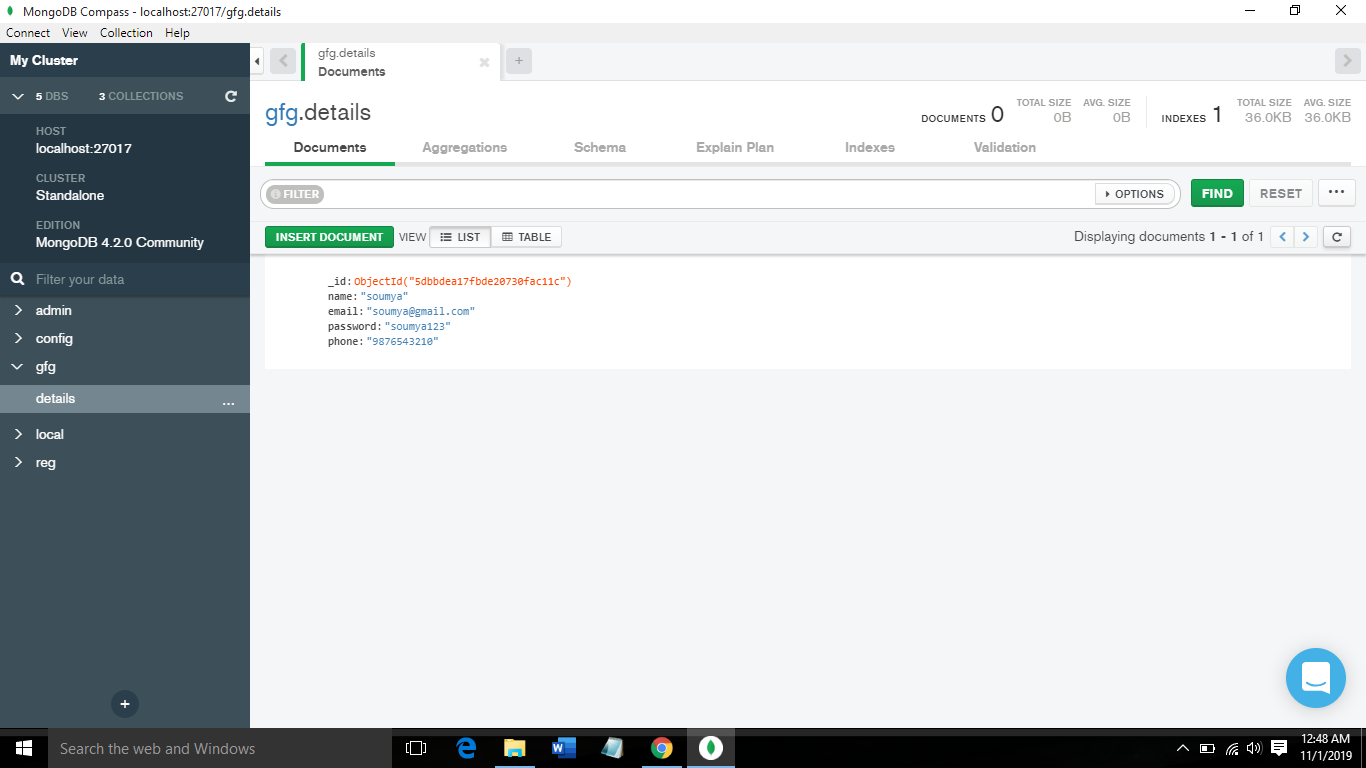 MongoDB Compass - localhost:27017/gfg.details
Connect View Collection Help
My Cluster
5 DBS 3 COLLECTIONS
HOST
localhost:27017
CLUSTER
Standalone
EDITION
MongoDB 4.2.0 Community
Filter your data
admin
config
gfg
details ...
local
reg
+
gfg.details
Documents
+
gfg.details
DOCUMENTS 0 TOTAL SIZE 0B AVG. SIZE 0B INDEXES 1 TOTAL SIZE 36.0KB AVG. SIZE 36.0KB
Documents Aggregations Schema Explain Plan Indexes Validation
FILTER OPTIONS FIND RESET ...
INSERT DOCUMENT VIEW LIST TABLE Displaying documents 1 - 1 of 1
_id: ObjectId("5dbbdea17fbde20730fac11c")
name: "soumya"
email: "soumya@gmail.com"
password: "soumya123"
phone: "9876543210"
Search the web and Windows
12:48 AM
11/1/2019